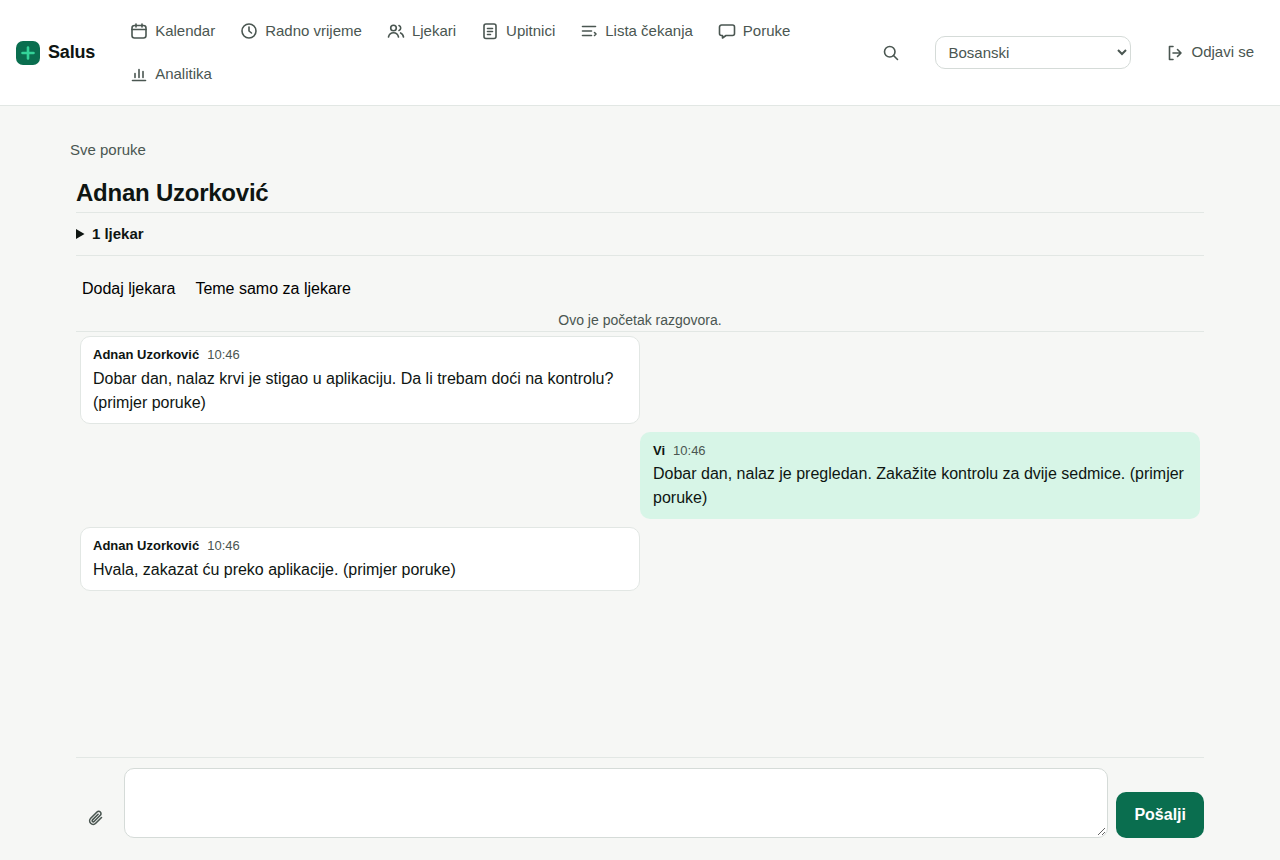 Salus
Kalendar
Radno vrijeme
Ljekari
Upitnici
Lista čekanja
Poruke
Analitika
Bosanski
Odjavi se
Sve poruke
Adnan Uzorković
1 ljekar
Dodaj ljekara
Teme samo za ljekare
Ovo je početak razgovora.
Adnan Uzorković 10:46
Dobar dan, nalaz krvi je stigao u aplikaciju. Da li trebam doći na kontrolu?
(primjer poruke)
Vi 10:46
Dobar dan, nalaz je pregledan. Zakažite kontrolu za dvije sedmice. (primjer
poruke)
Adnan Uzorković 10:46
Hvala, zakazat ću preko aplikacije. (primjer poruke)
Pošalji